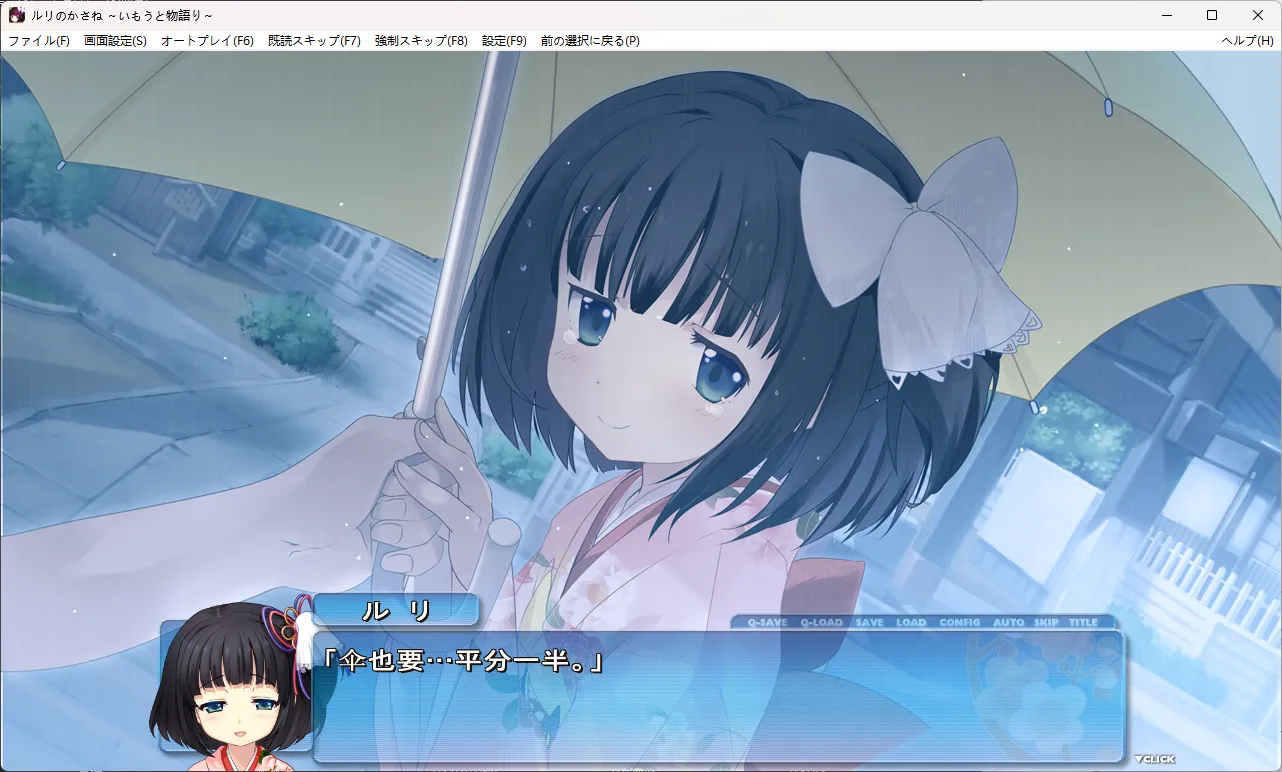 ルリのかさね ~いもうと物語り~
ファイル(F) 画面設定(S) オートプレイ(F6) 既読スキップ(F7) 強制スキップ(F8) 設定(F9) 前の選択に戻る(P) ヘルプ(H)
ルリ
Q-SAVE Q-LOAD SAVE LOAD CONFIG AUTO SKIP TITLE
「伞也要…平分一半。」
▼CLICK